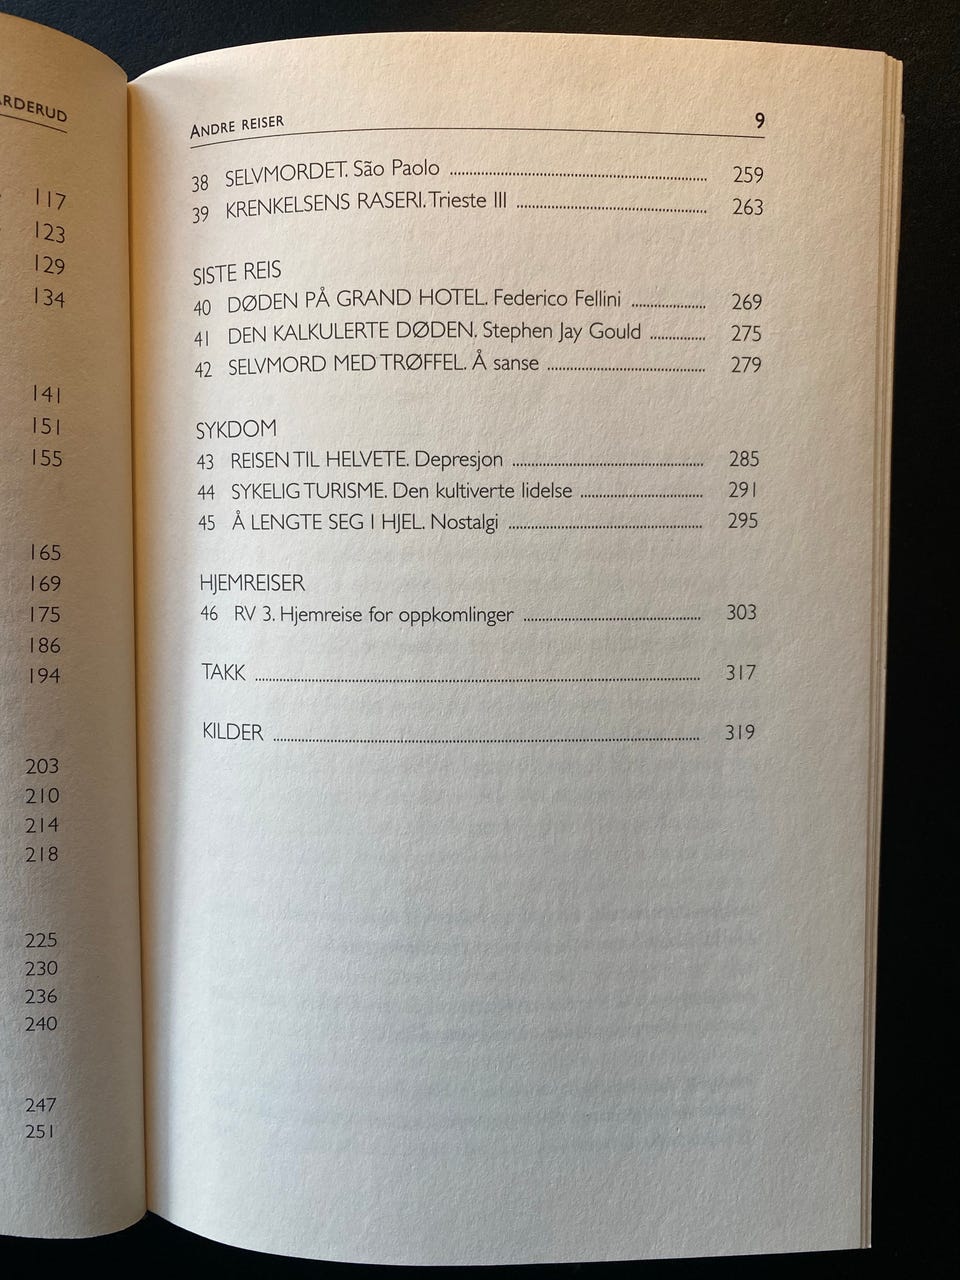 RDERUD
117
123
129
134
141
151
155
165
169
175
186
194
203
210
214
218
225
230
236
240
247
251
ANDRE REISER 9
38 SELVMORDET. São Paolo 259
39 KRENKELSENS RASERI. Trieste III 263
SISTE REIS
40 DØDEN PÅ GRAND HOTEL. Federico Fellini 269
41 DEN KALKULERTE DØDEN. Stephen Jay Gould 275
42 SELVMORD MED TRØFFEL. Å sanse 279
SYKDOM
43 REISEN TIL HELVETE. Depresjon 285
44 SYKELIG TURISME. Den kultiverte lidelse 291
45 Å LENGTE SEG I HJEL. Nostalgi 295
HJEMREISER
46 RV 3. Hjemreise for oppkomlinger 303
TAKK 317
KILDER 319